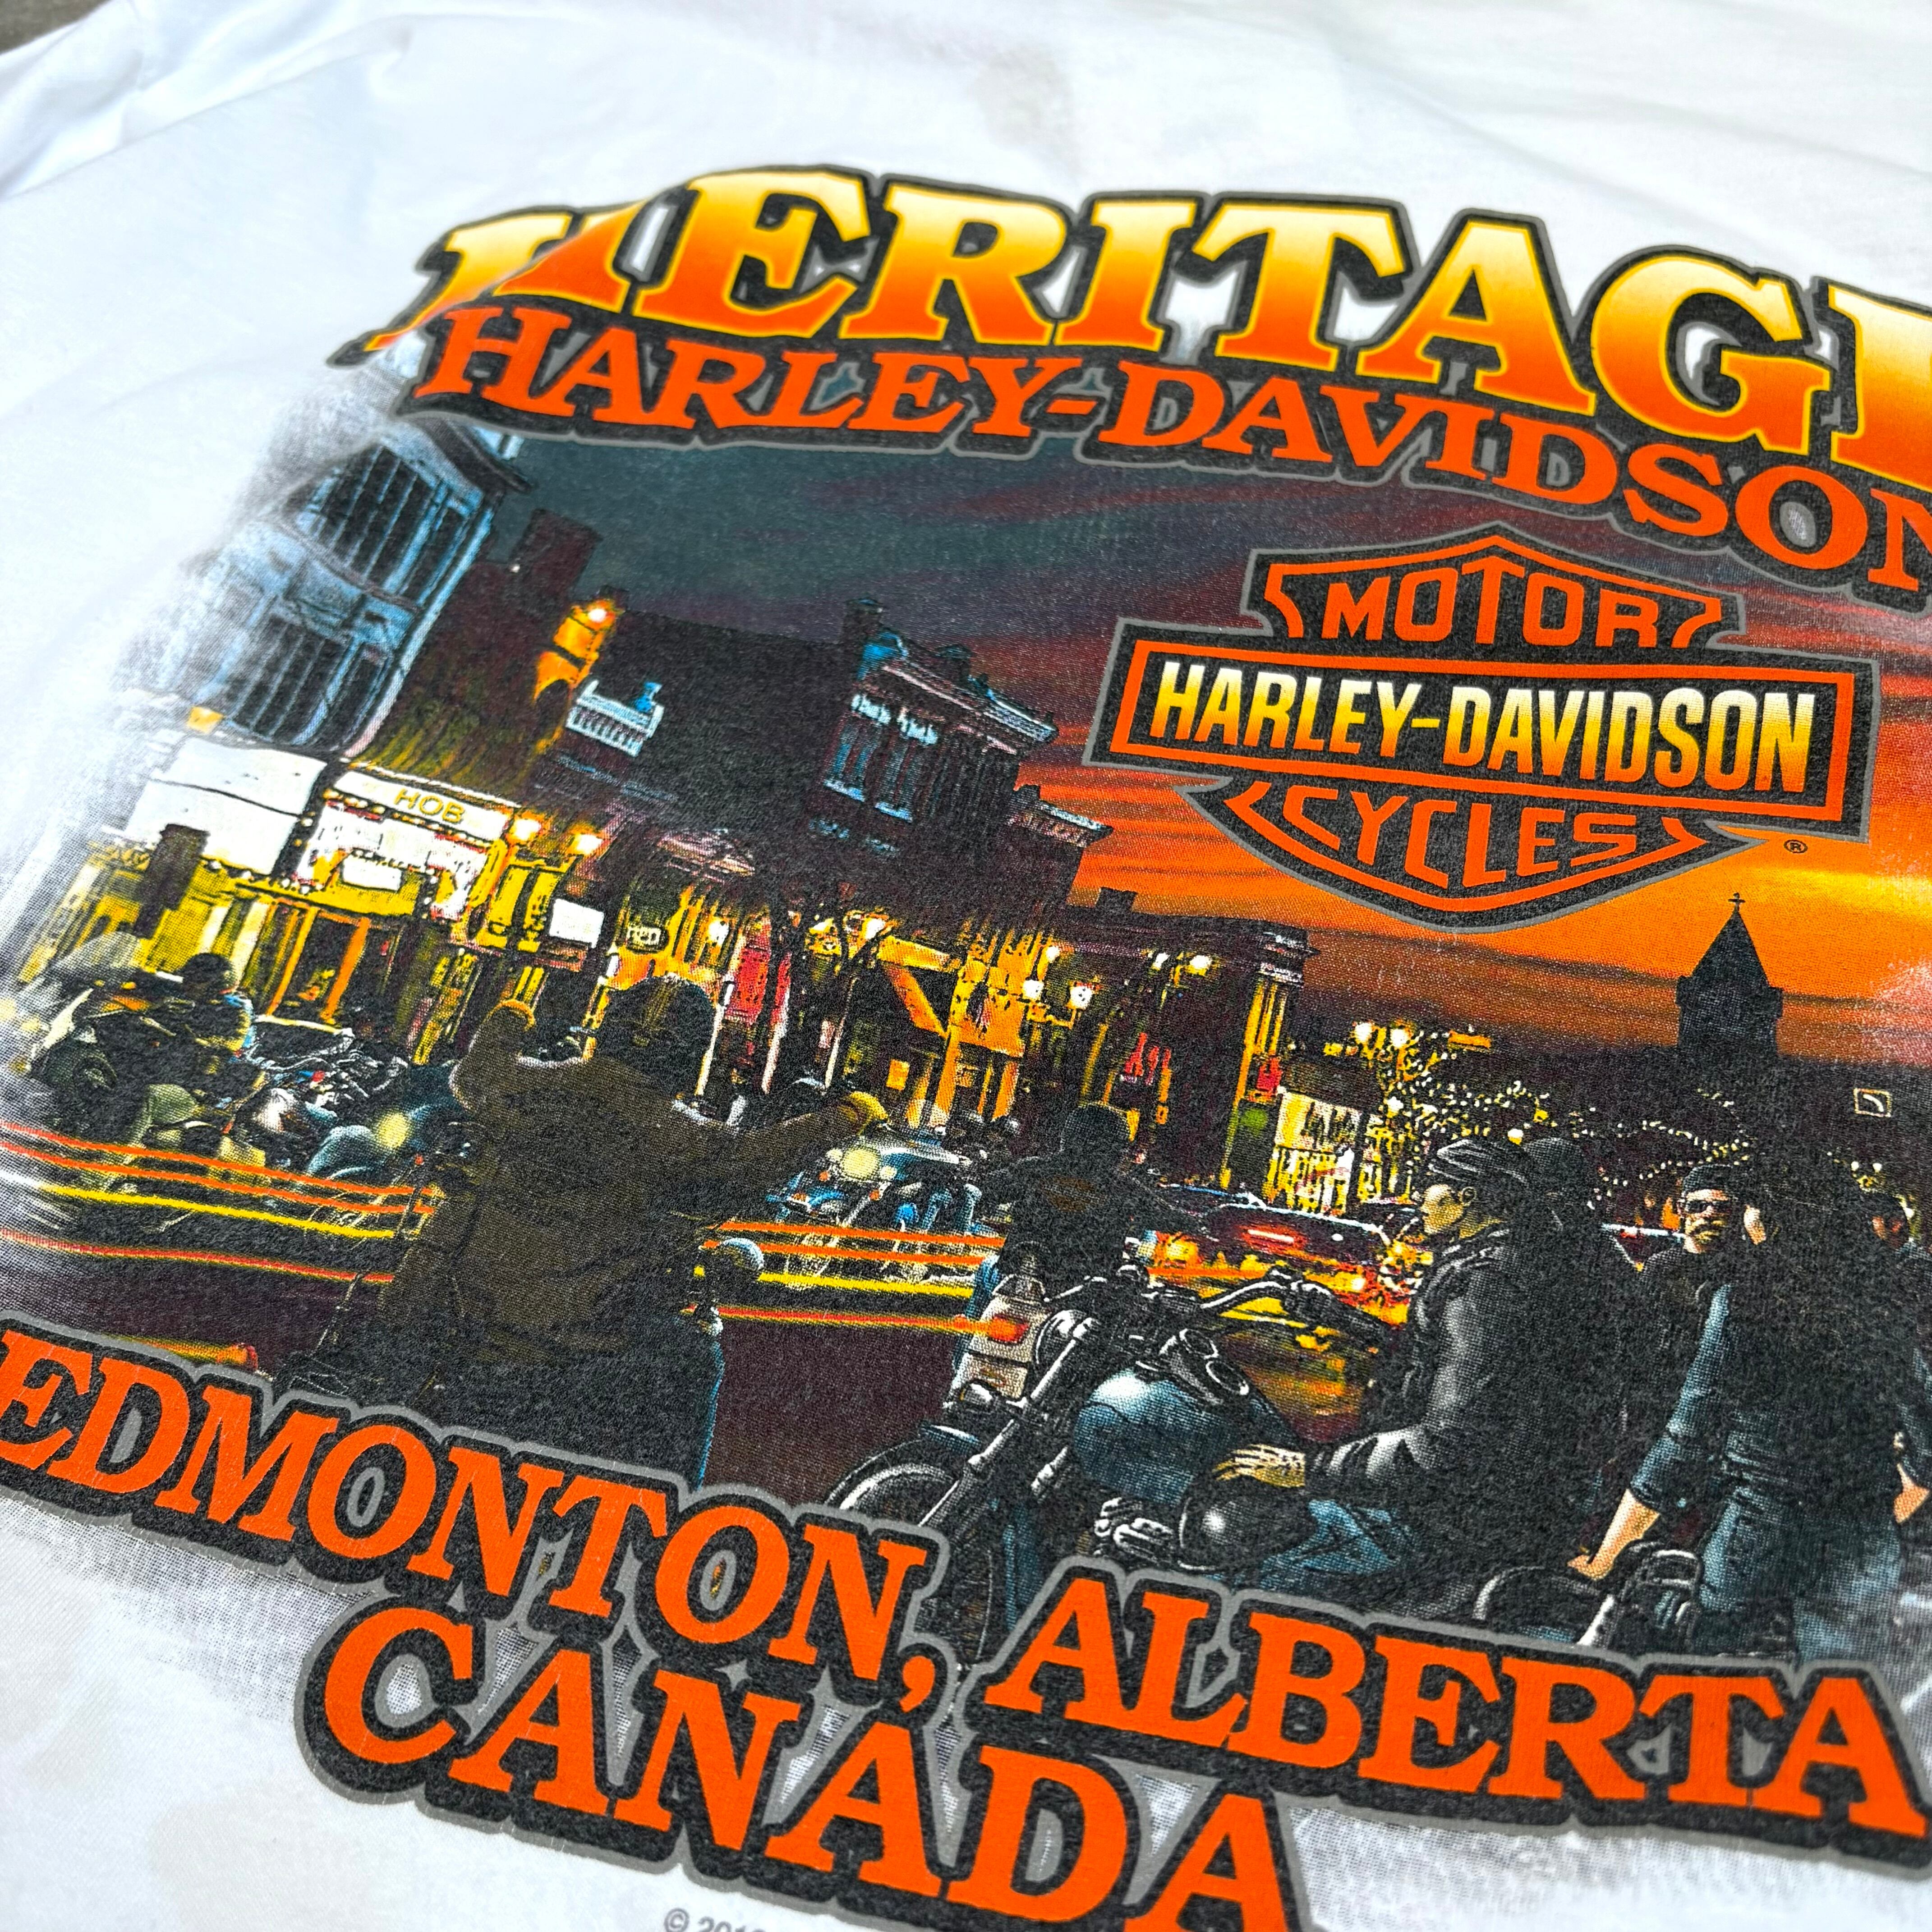 HERITAGE
HARLEY-DAVIDSON
MOTOR
HARLEY-DAVIDSON
CYCLES
®
HOB
EDMONTON, ALBERTA
CANADA
©